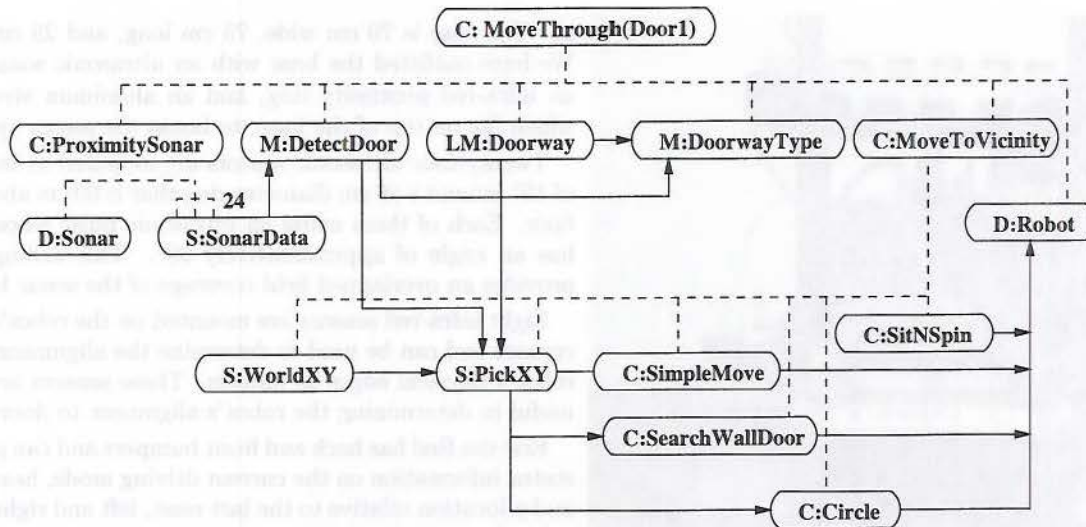 C: MoveThrough(Door1)
C:ProximitySonar
M:DetectDoor
LM:Doorway
M:DoorwayType
C:MoveToVicinity
24
D:Sonar
S:SonarData
D:Robot
C:SitNSpin
S:WorldXY
S:PickXY
C:SimpleMove
C:SearchWallDoor
C:Circle